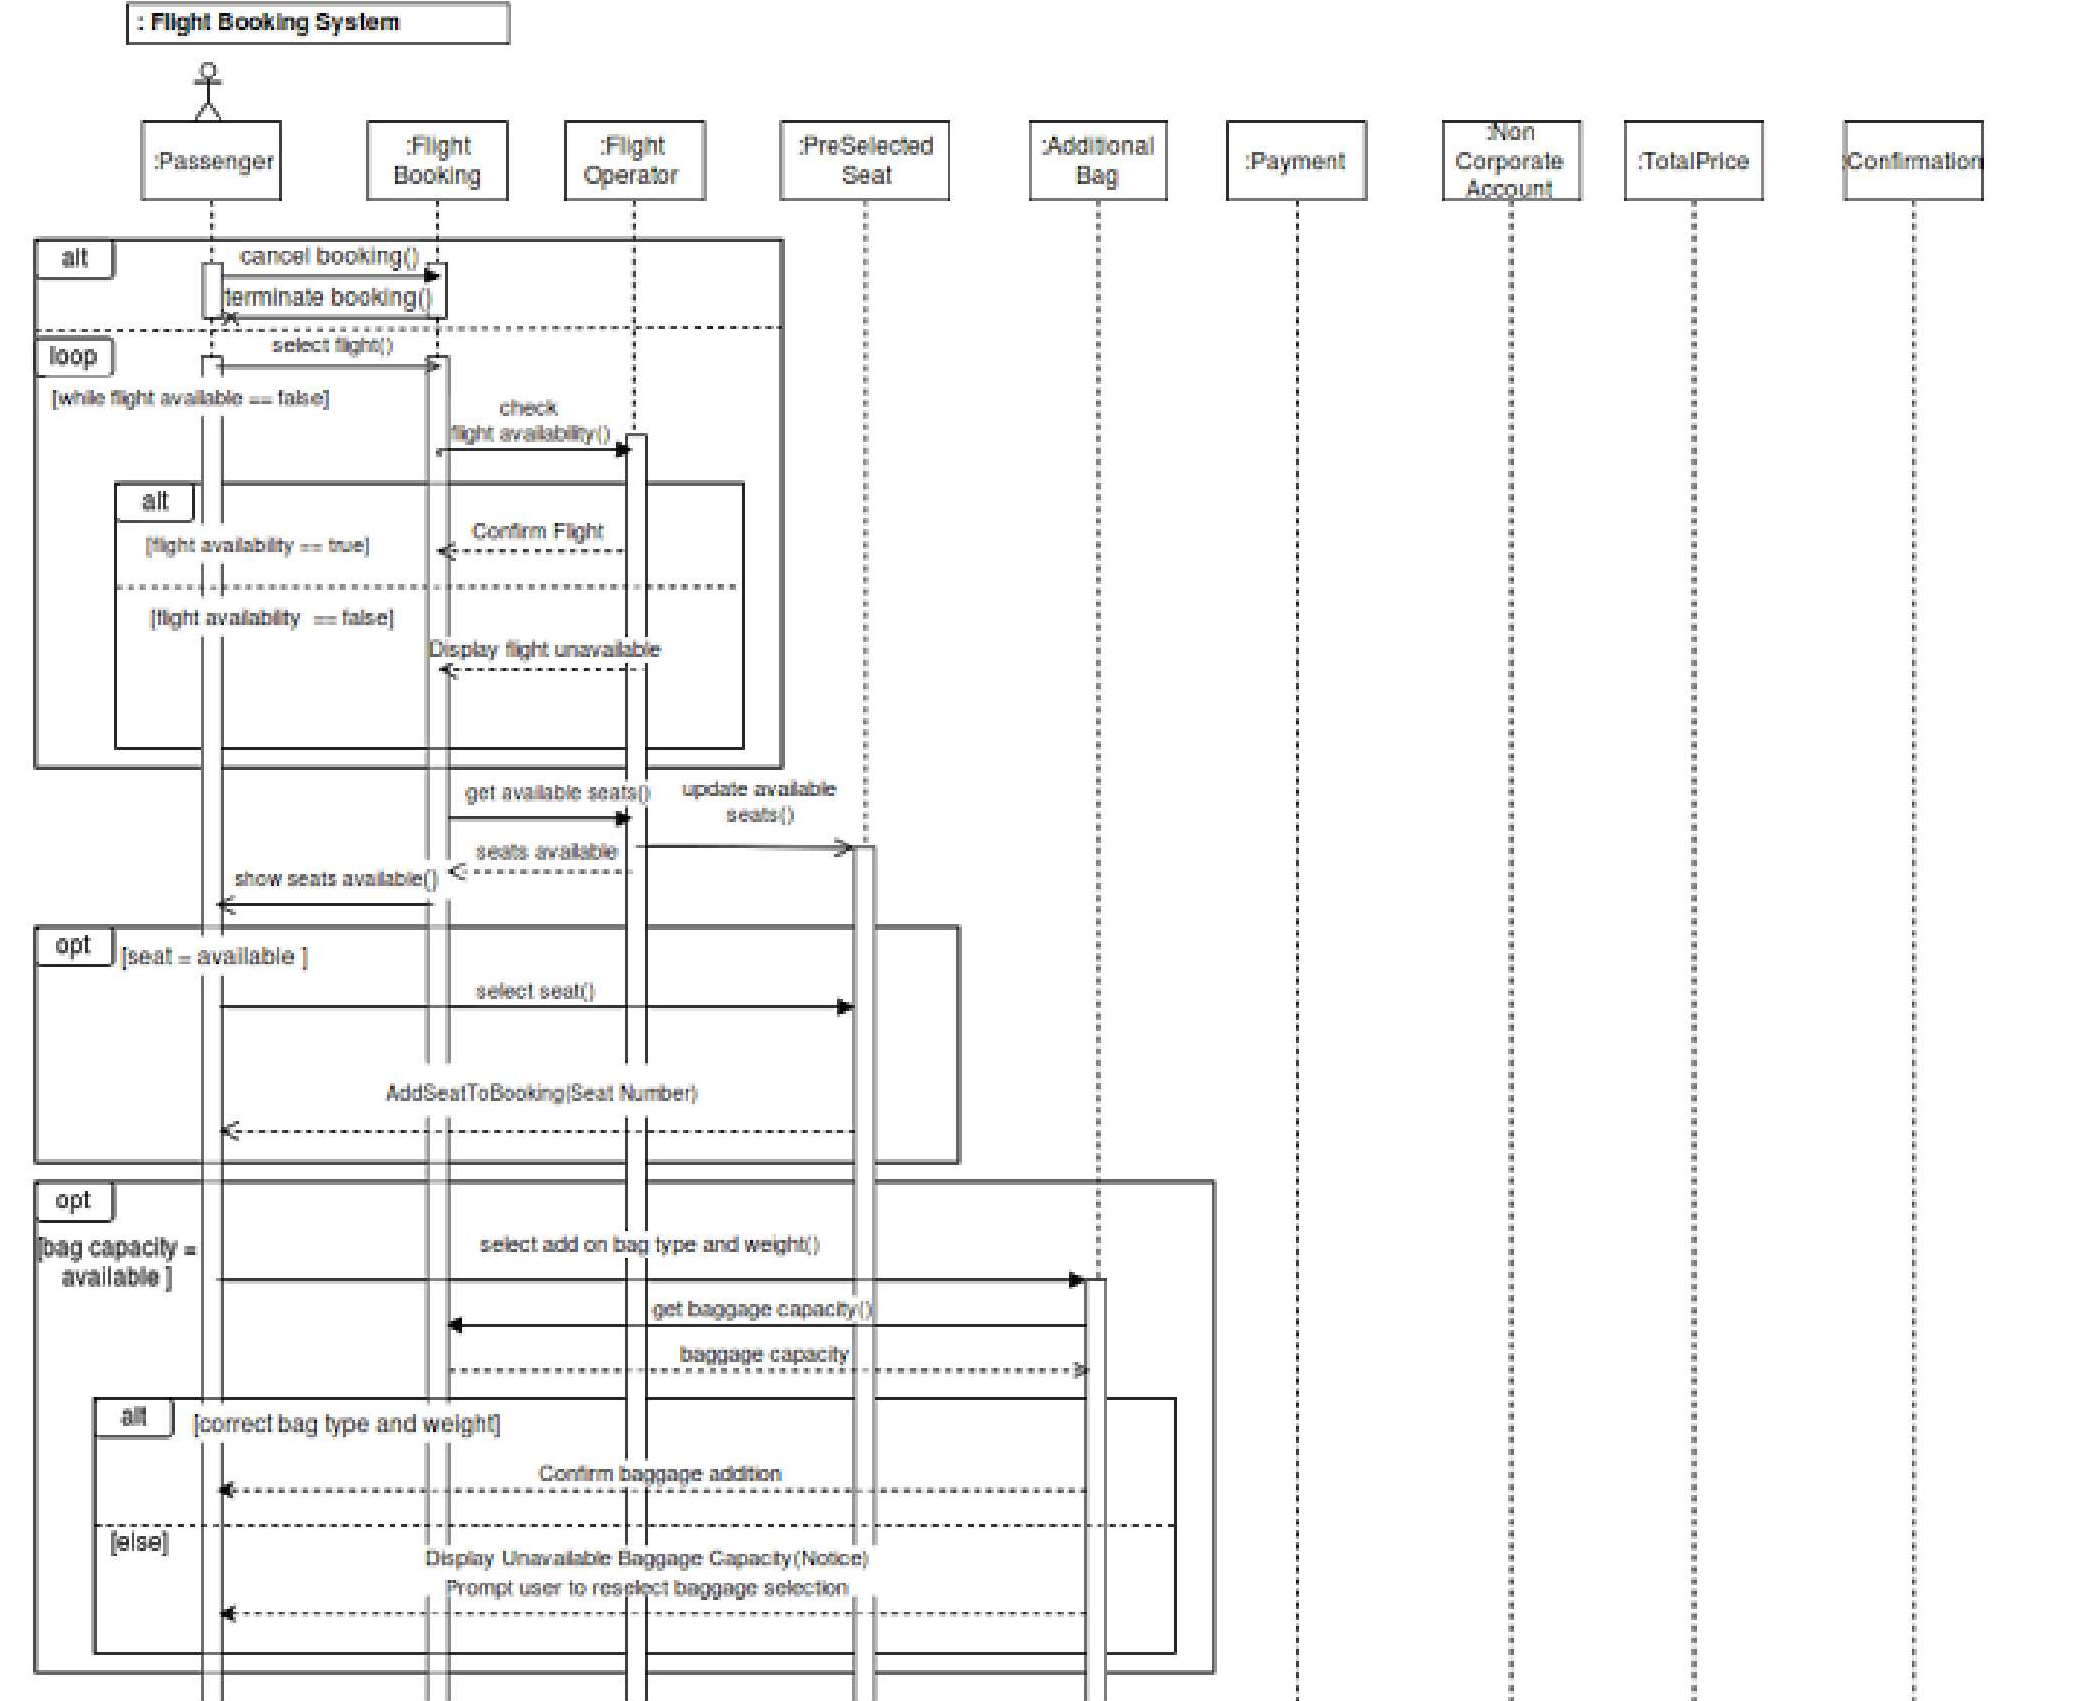 : Flight Booking System
:Passenger
:Flight
Booking
:Flight
Operator
:PreSelected
Seat
:Additional
Bag
:Payment
:Non
Corporate
Account
:TotalPrice
:Confirmation
alt
cancel booking()
terminate booking()
loop
select flight()
[while flight available == false]
check
flight availability()
alt
Confirm Flight
[flight availability == true]
[flight availability == false]
Display flight unavailable
get available seats()
update available
seats()
seats available
show seats available()
opt
[seat = available ]
select seat()
AddSeatToBooking(Seat Number)
opt
[bag capacity =
available ]
select add on bag type and weight()
get baggage capacity()
baggage capacity
alt
[correct bag type and weight]
Confirm baggage addition
[else]
Display Unavailable Baggage Capacity(Notice)
Prompt user to reselect baggage selection